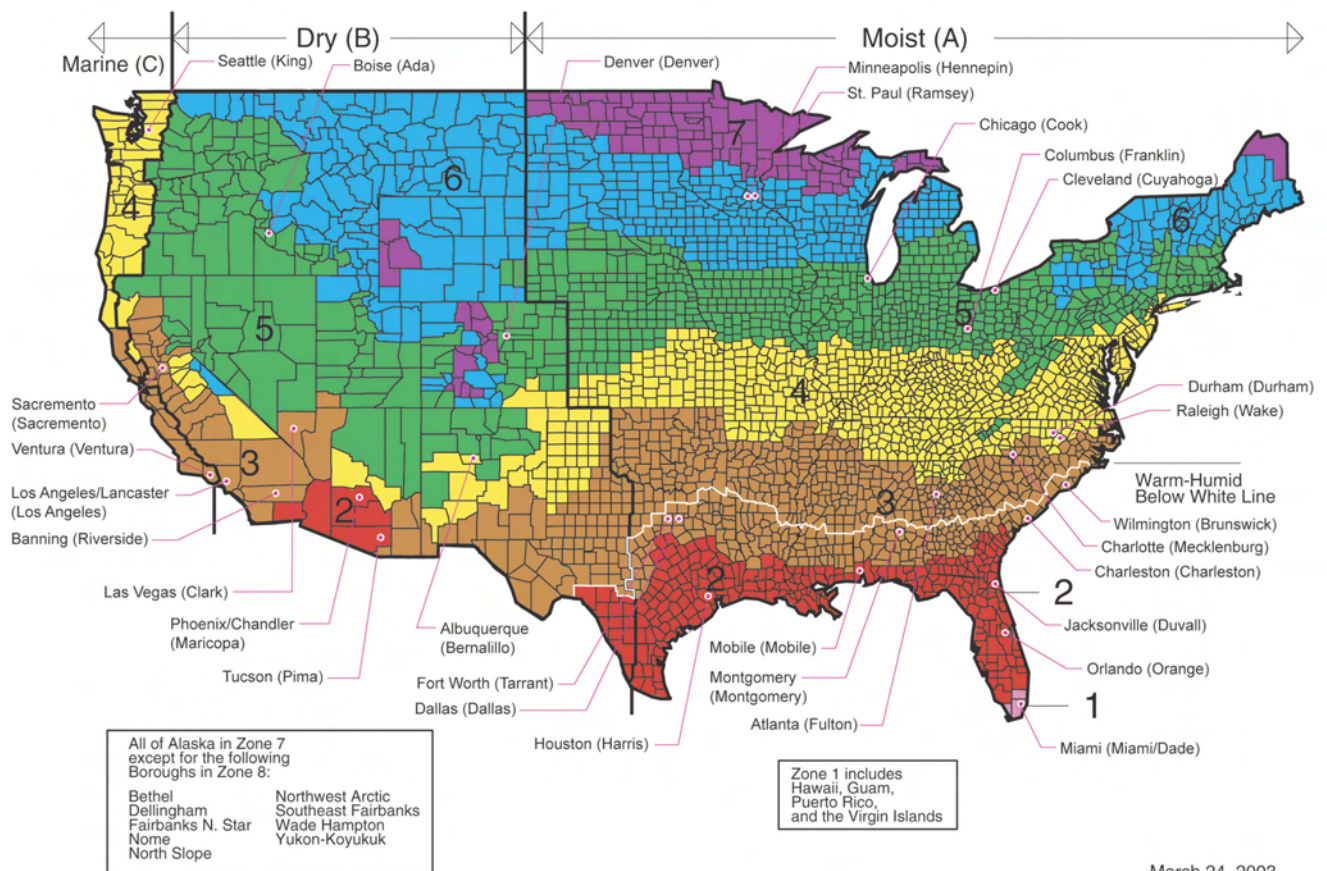 Marine (C)
Dry (B)
Moist (A)
Seattle (King)
Boise (Ada)
Denver (Denver)
Minneapolis (Hennepin)
St. Paul (Ramsey)
Chicago (Cook)
Columbus (Franklin)
Cleveland (Cuyahoga)
7
6
4
6
5
5
4
3
3
2
2
Sacremento
(Sacremento)
Ventura (Ventura)
Los Angeles/Lancaster
(Los Angeles)
Banning (Riverside)
Las Vegas (Clark)
Phoenix/Chandler
(Maricopa)
Tucson (Pima)
Albuquerque
(Bernalillo)
Fort Worth (Tarrant)
Dallas (Dallas)
Houston (Harris)
Mobile (Mobile)
Montgomery
(Montgomery)
Atlanta (Fulton)
Durham (Durham)
Raleigh (Wake)
Warm-Humid
Below White Line
Wilmington (Brunswick)
Charlotte (Mecklenburg)
Charleston (Charleston)
2
Jacksonville (Duvall)
Orlando (Orange)
1
Miami (Miami/Dade)
All of Alaska in Zone 7
except for the following
Boroughs in Zone 8:
Bethel Northwest Arctic
Dellingham Southeast Fairbanks
Fairbanks N. Star Wade Hampton
Nome Yukon-Koyukuk
North Slope
Zone 1 includes
Hawaii, Guam,
Puerto Rico,
and the Virgin Islands
March 24, 2003